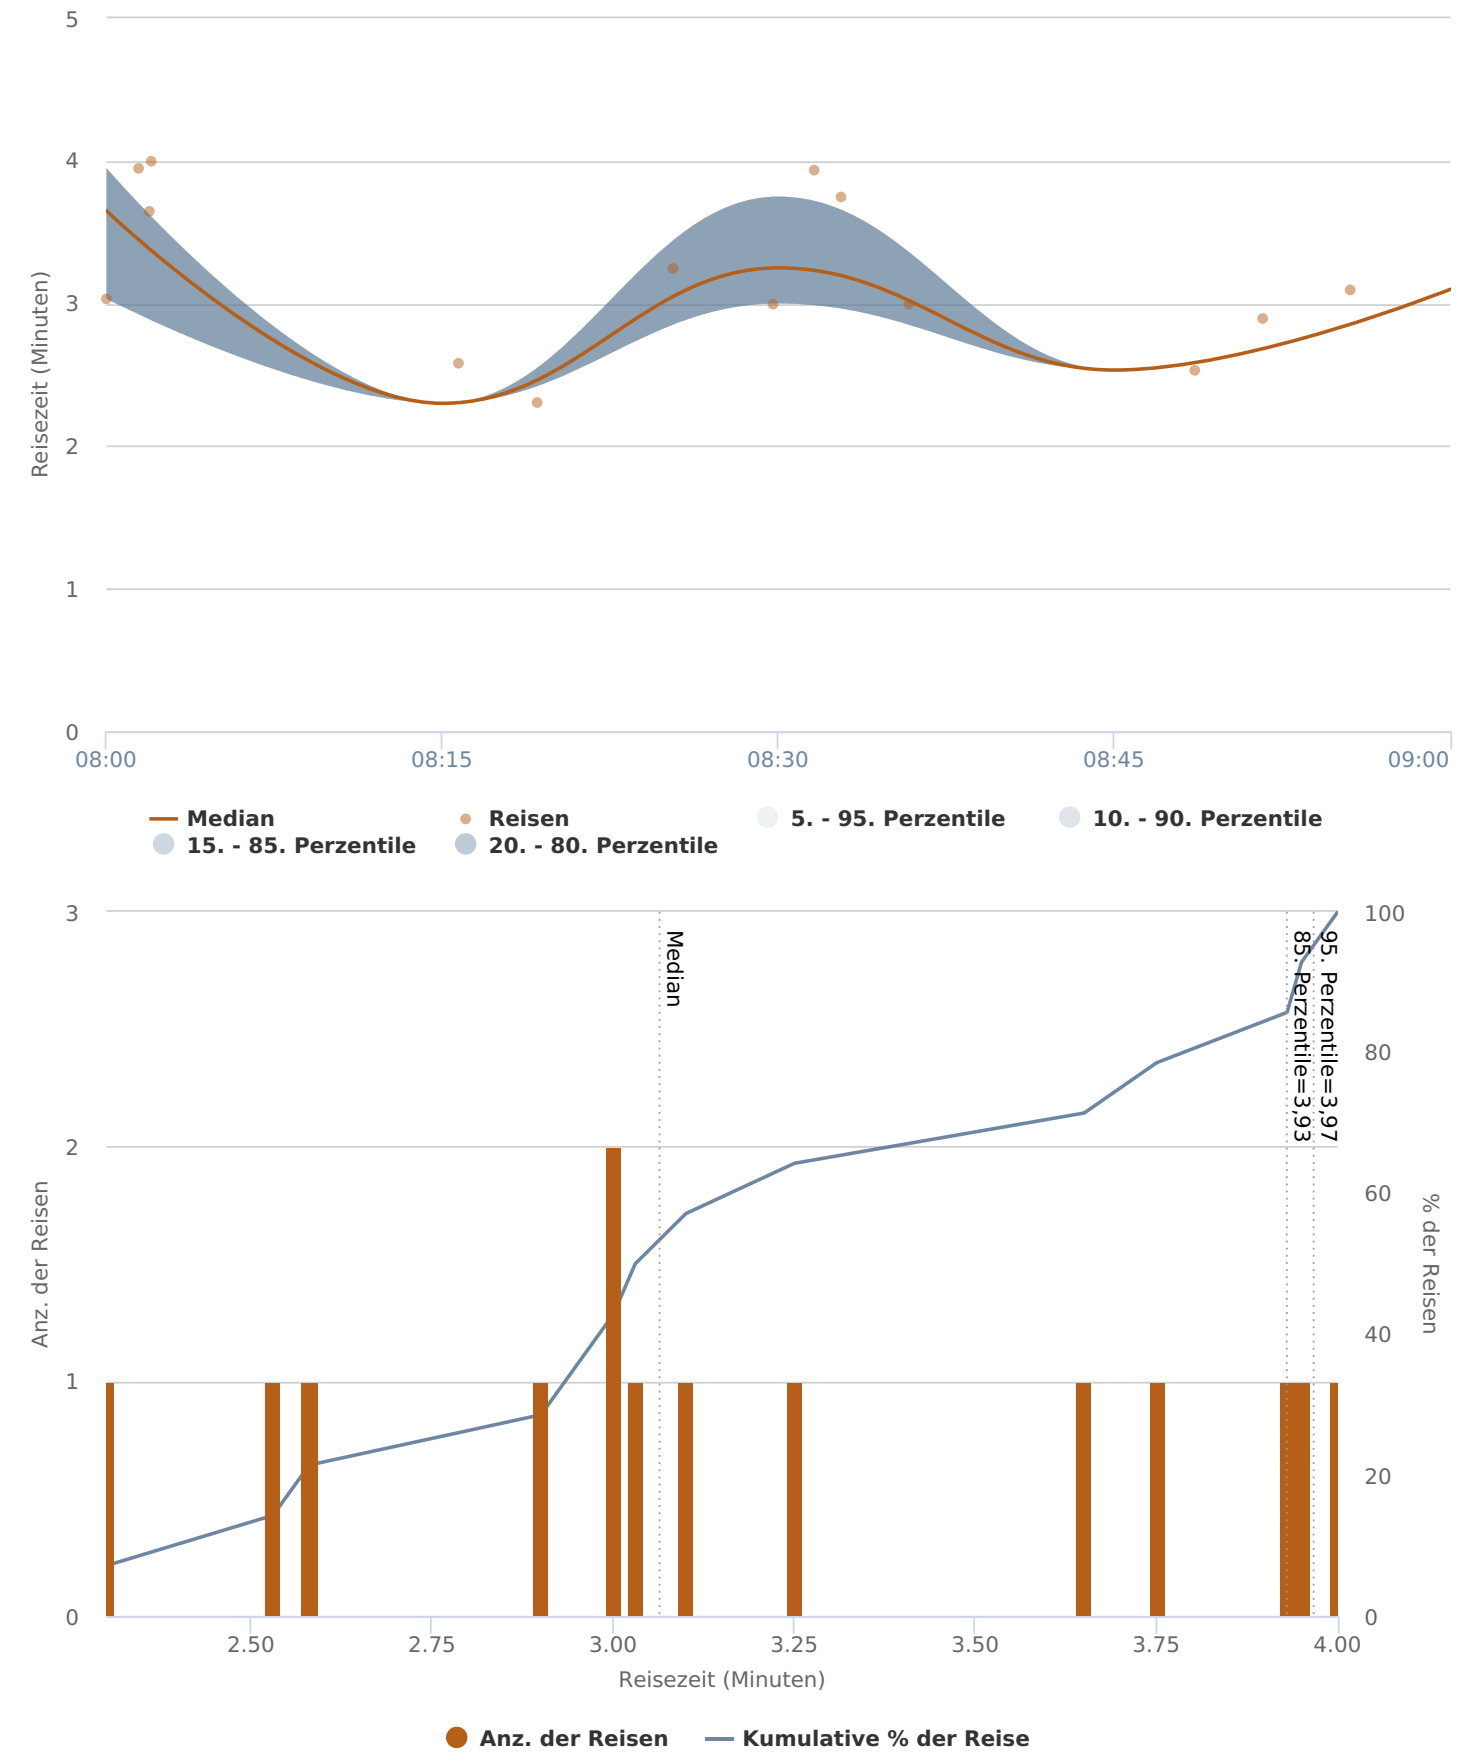 5
4
3
2
1
0
Reisezeit (Minuten)
08:00 08:15 08:30 08:45 09:00
Median Reisen 5. - 95. Perzentile 10. - 90. Perzentile
15. - 85. Perzentile 20. - 80. Perzentile
3
2
1
0
Anz. der Reisen
Median
85. Perzentile=3,93
95. Perzentile=3,97
100
80
60
40
20
0
% der Reisen
2.50 2.75 3.00 3.25 3.50 3.75 4.00
Reisezeit (Minuten)
Anz. der Reisen Kumulative % der Reise